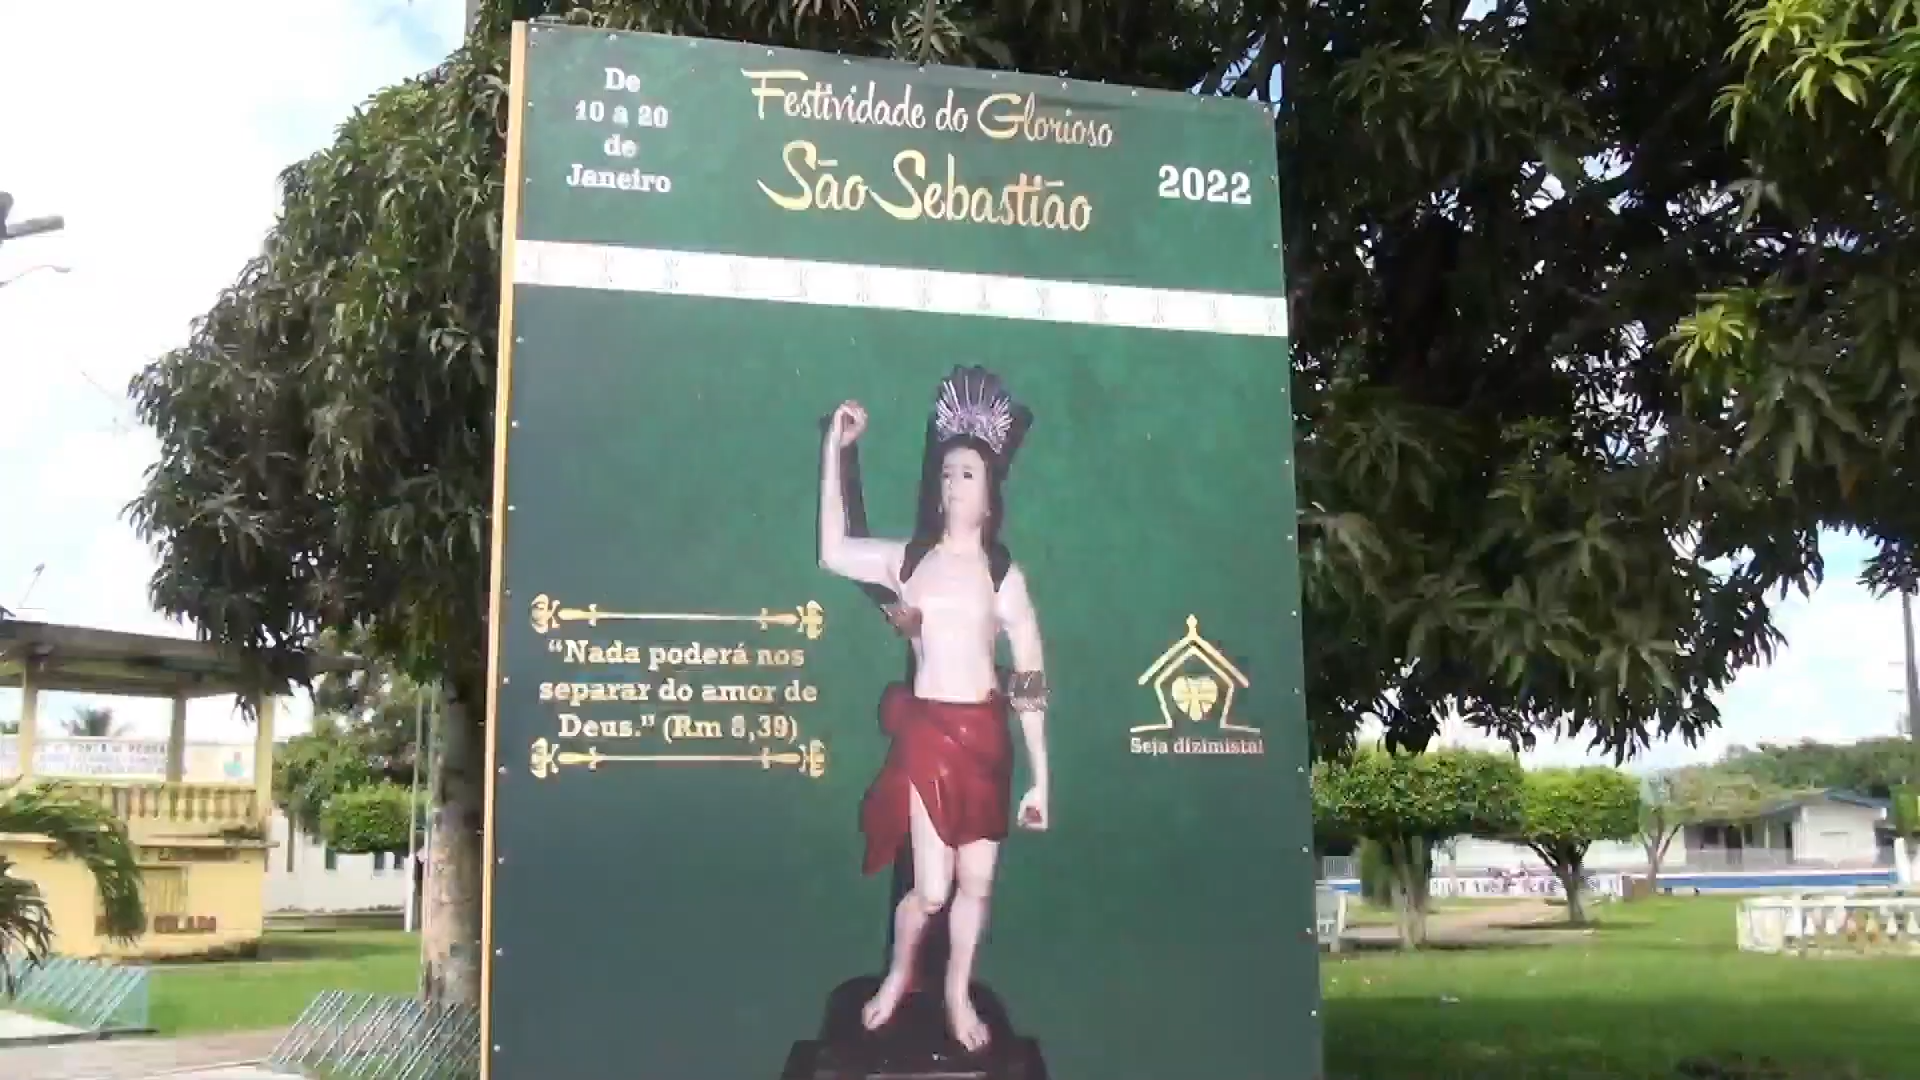 De
10 a 20
de
Janeiro
Festividade do Glorioso
São Sebastião
2022
“Nada poderá nos
separar do amor de
Deus.” (Rm 8,39)
Seja dizimista!